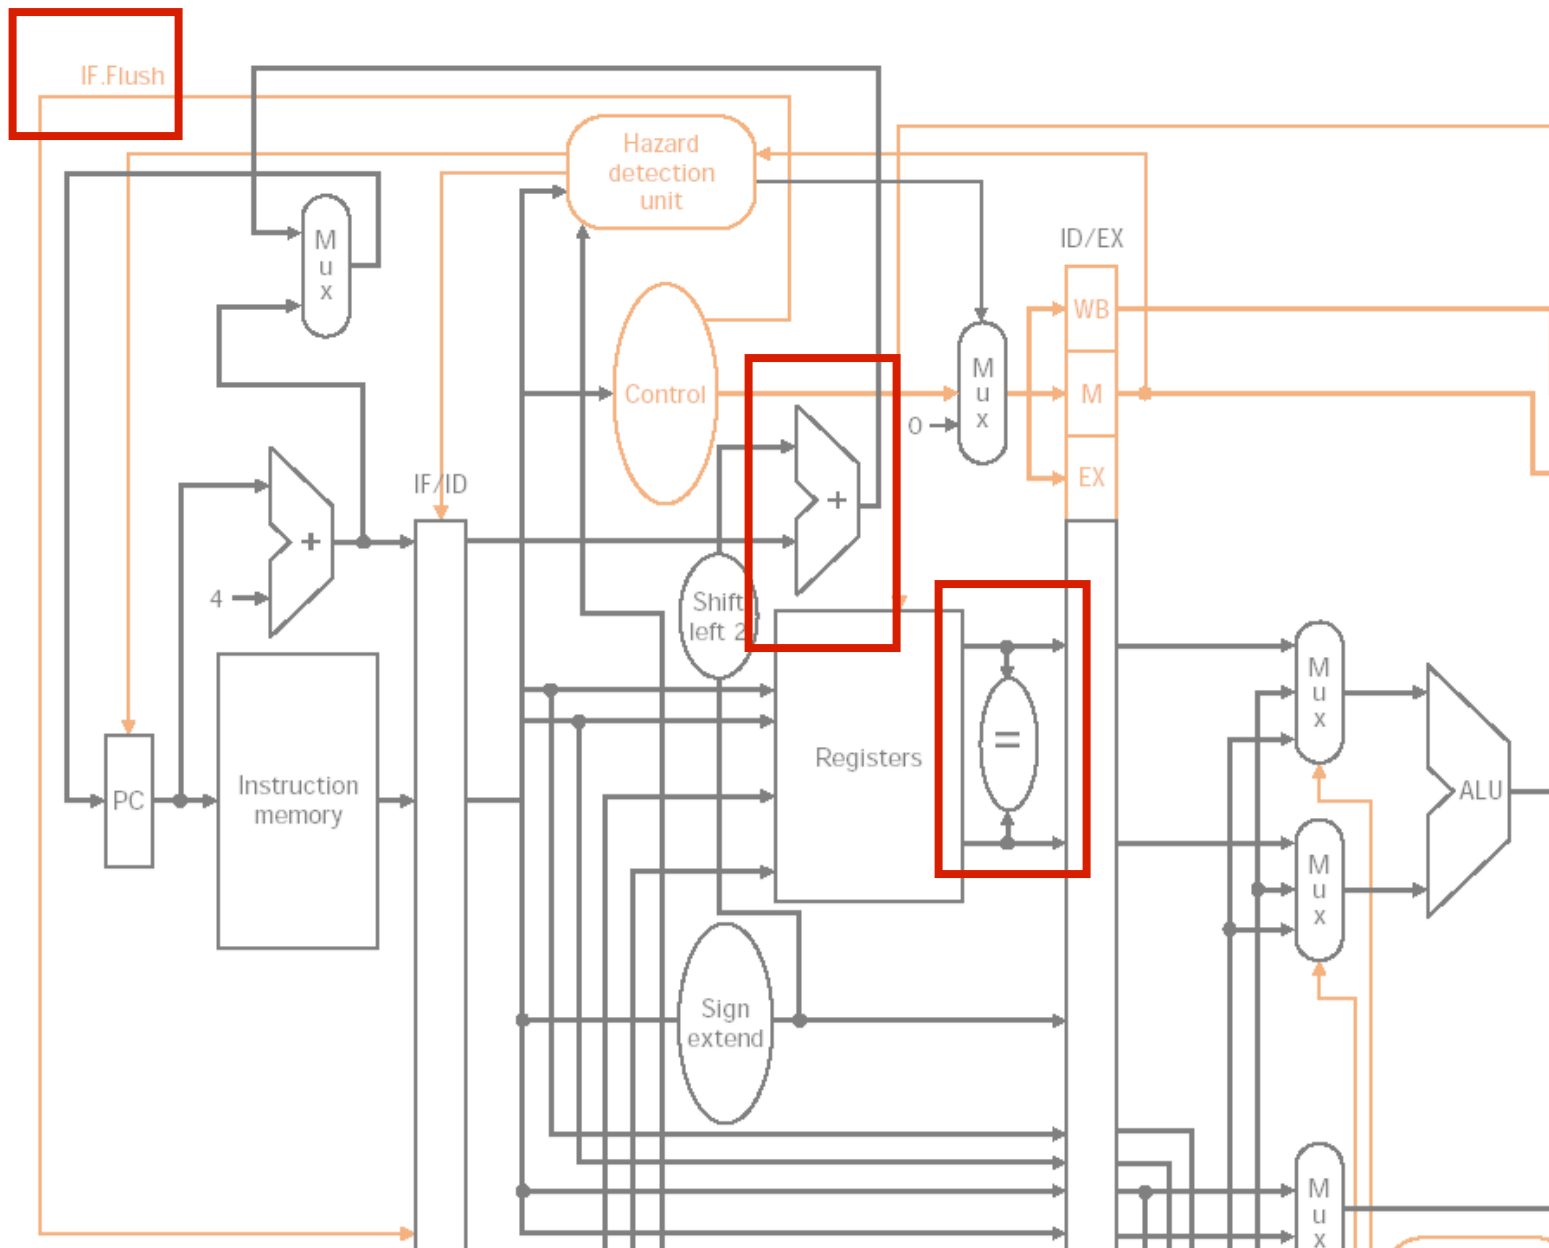 IF.Flush
Hazard
detection
unit
M
u
x
ID/EX
WB
M
u
x
Control
M
0
EX
IF/ID
+
+
4
Shift
left 2
M
u
x
Registers
=
Instruction
memory
PC
ALU
M
u
x
Sign
extend
M
u
x